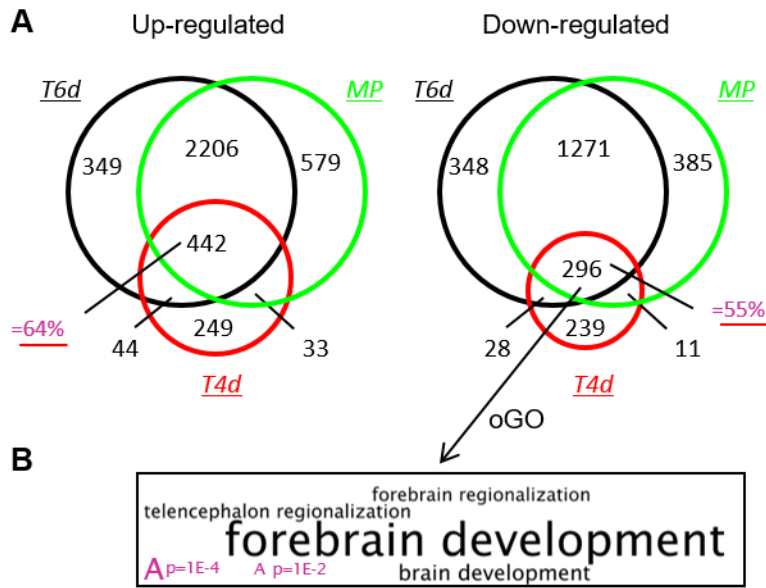 A
Up-regulated
Down-regulated
T6d
MP
349
2206
579
442
=64%
44
249
33
T4d
T6d
MP
348
1271
385
296
=55%
28
239
11
T4d
oGO
B
forebrain regionalization
telencephalon regionalization
forebrain development
A p=1E-4
A p=1E-2
brain development